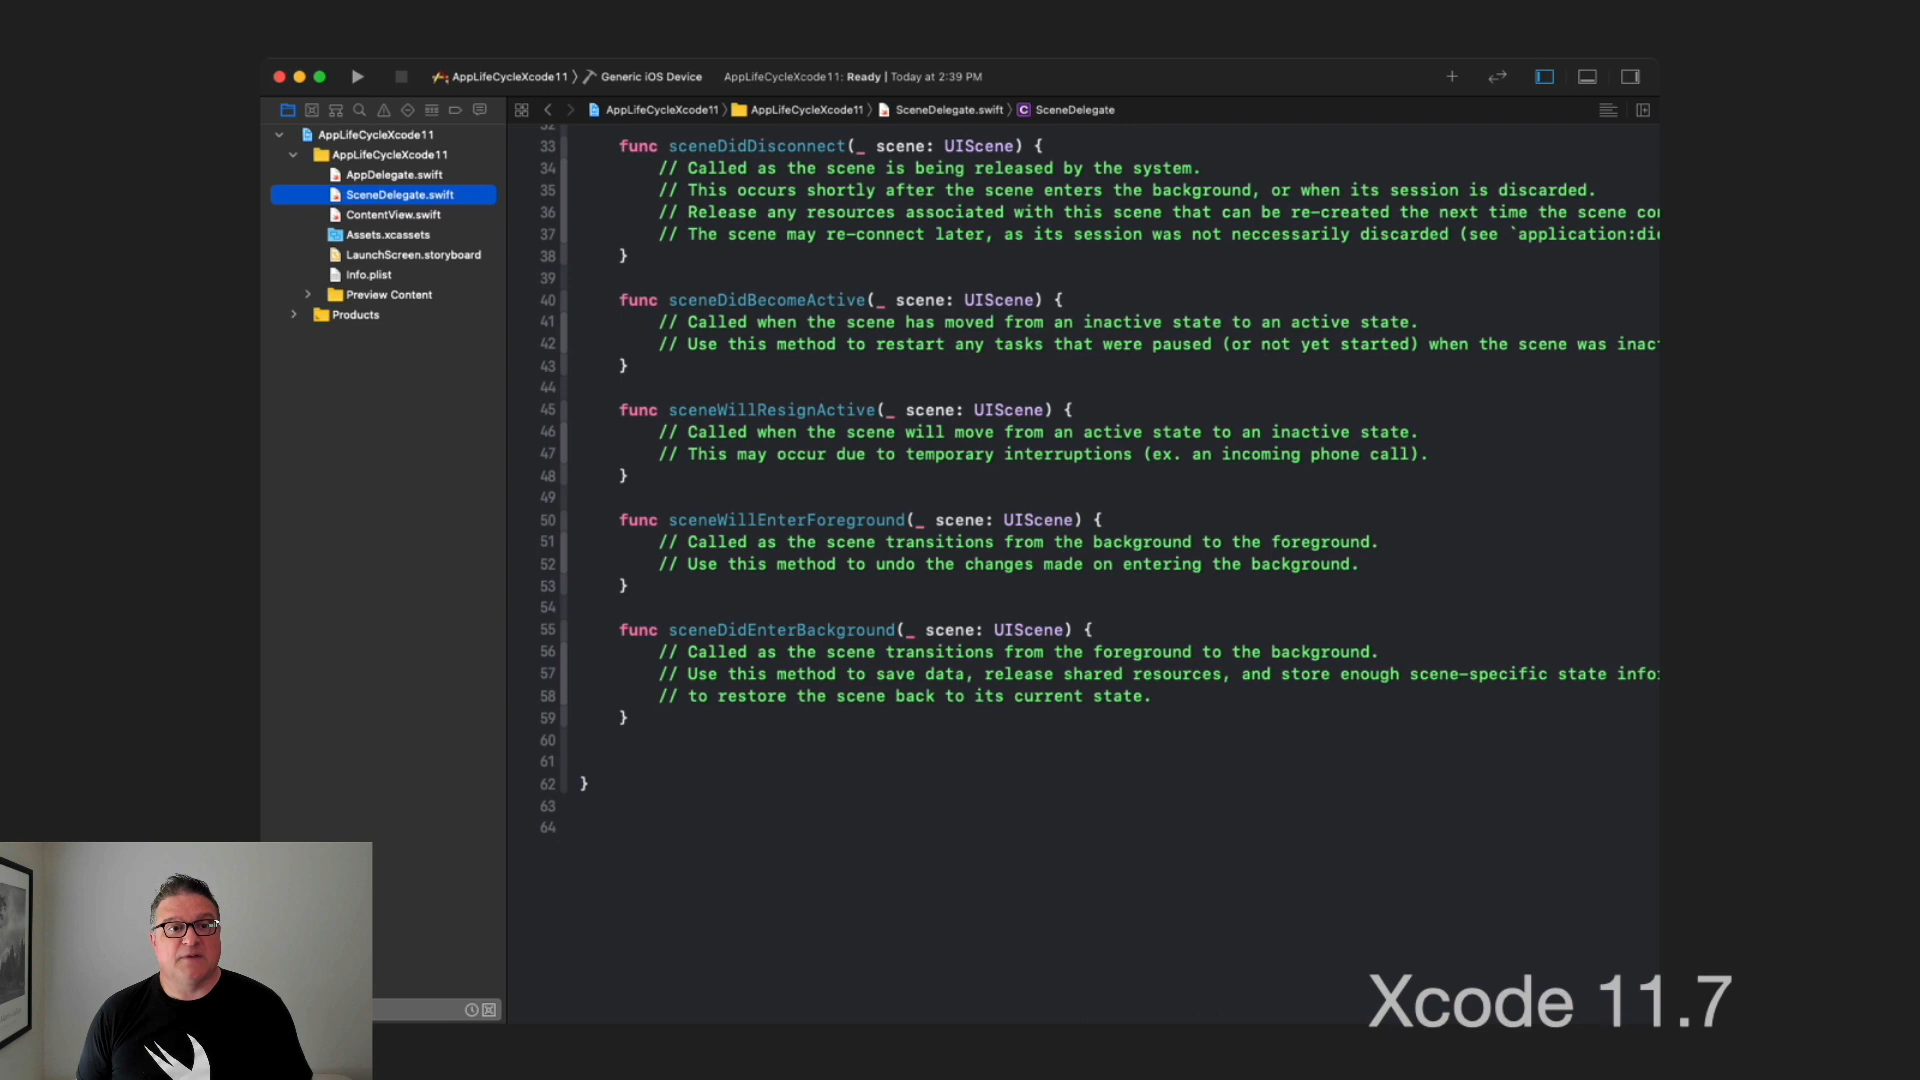 AppLifeCycleXcode11 〉 Generic iOS Device AppLifeCycleXcode11: Ready | Today at 2:39 PM
AppLifeCycleXcode11 〉 AppLifeCycleXcode11 〉 SceneDelegate.swift 〉 C SceneDelegate
AppLifeCycleXcode11
AppLifeCycleXcode11
AppDelegate.swift
SceneDelegate.swift
ContentView.swift
Assets.xcassets
LaunchScreen.storyboard
Info.plist
Preview Content
Products
32
33 func sceneDidDisconnect(_ scene: UIScene) {
34 // Called as the scene is being released by the system.
35 // This occurs shortly after the scene enters the background, or when its session is discarded.
36 // Release any resources associated with this scene that can be re-created the next time the scene co
37 // The scene may re-connect later, as its session was not neccessarily discarded (see `application:di
38 }
39
40 func sceneDidBecomeActive(_ scene: UIScene) {
41 // Called when the scene has moved from an inactive state to an active state.
42 // Use this method to restart any tasks that were paused (or not yet started) when the scene was inac
43 }
44
45 func sceneWillResignActive(_ scene: UIScene) {
46 // Called when the scene will move from an active state to an inactive state.
47 // This may occur due to temporary interruptions (ex. an incoming phone call).
48 }
49
50 func sceneWillEnterForeground(_ scene: UIScene) {
51 // Called as the scene transitions from the background to the foreground.
52 // Use this method to undo the changes made on entering the background.
53 }
54
55 func sceneDidEnterBackground(_ scene: UIScene) {
56 // Called as the scene transitions from the foreground to the background.
57 // Use this method to save data, release shared resources, and store enough scene-specific state info
58 // to restore the scene back to its current state.
59 }
60
61
62 }
63
64
Xcode 11.7